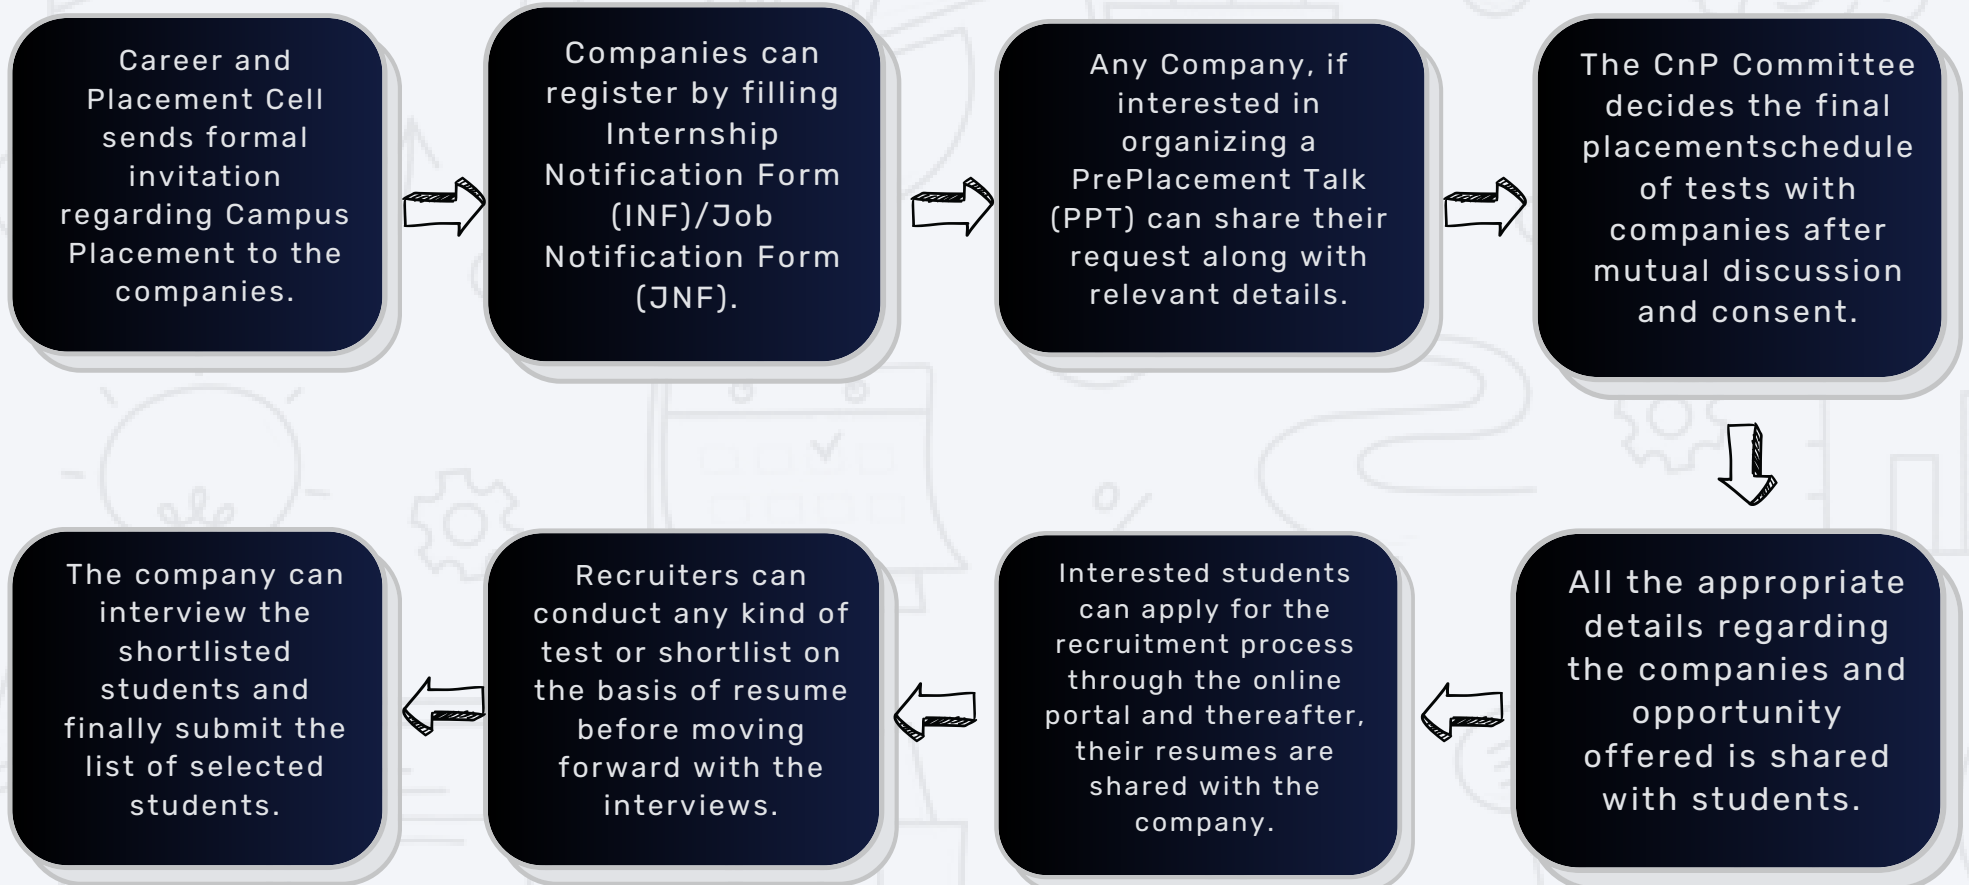 Career and
Placement Cell
sends formal
invitation
regarding Campus
Placement to the
companies.
Companies can
register by filling
Internship
Notification Form
(INF)/Job
Notification Form
(JNF).
Any Company, if
interested in
organizing a
PrePlacement Talk
(PPT) can share their
request along with
relevant details.
The CnP Committee
decides the final
placementschedule
of tests with
companies after
mutual discussion
and consent.
All the appropriate
details regarding
the companies and
opportunity
offered is shared
with students.
Interested students
can apply for the
recruitment process
through the online
portal and thereafter,
their resumes are
shared with the
company.
Recruiters can
conduct any kind of
test or shortlist on
the basis of resume
before moving
forward with the
interviews.
The company can
interview the
shortlisted
students and
finally submit the
list of selected
students.